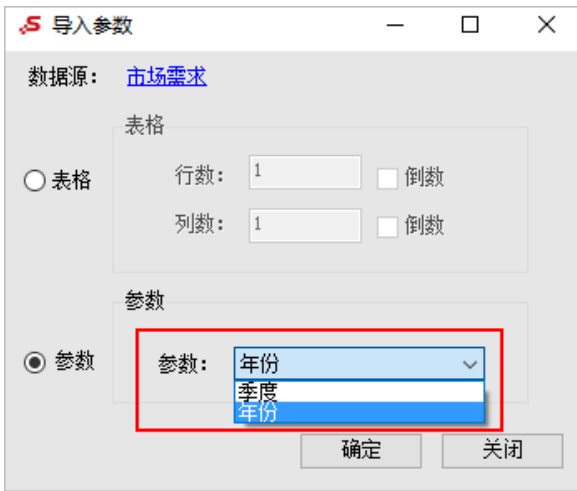 导入参数
数据源： 市场需求
表格
表格
行数： 1 倒数
列数： 1 倒数
参数
参数
参数： 年份
季度
年份
确定 关闭